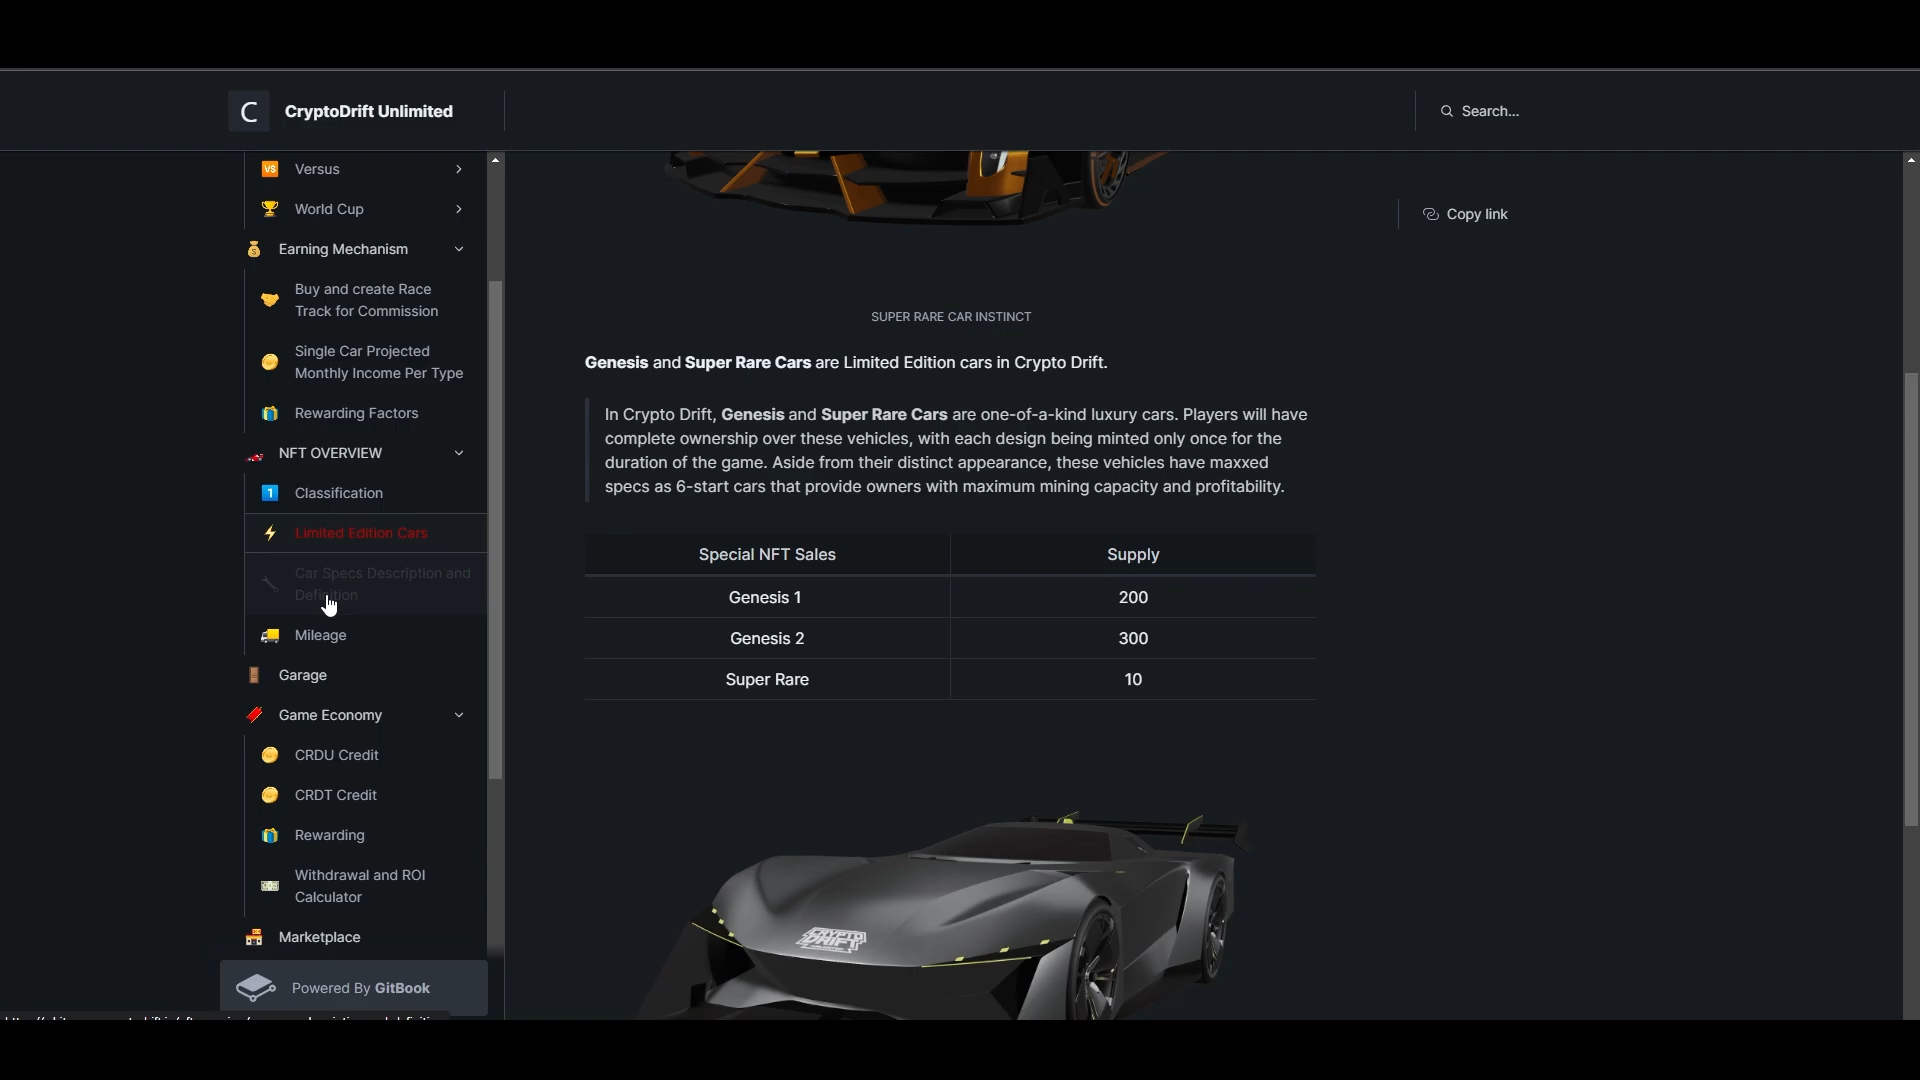 C CryptoDrift Unlimited
Search...
VS Versus
World Cup
Earning Mechanism
Buy and create Race
Track for Commission
Single Car Projected
Monthly Income Per Type
Rewarding Factors
NFT OVERVIEW
1 Classification
Limited Edition Cars
Car Specs Description and
Definition
Mileage
Garage
Game Economy
CRDU Credit
CRDT Credit
Rewarding
Withdrawal and ROI
Calculator
Marketplace
Powered By GitBook
Copy link
SUPER RARE CAR INSTINCT
Genesis and Super Rare Cars are Limited Edition cars in Crypto Drift.
In Crypto Drift, Genesis and Super Rare Cars are one-of-a-kind luxury cars. Players will have
complete ownership over these vehicles, with each design being minted only once for the
duration of the game. Aside from their distinct appearance, these vehicles have maxxed
specs as 6-start cars that provide owners with maximum mining capacity and profitability.
Special NFT Sales Supply
Genesis 1 200
Genesis 2 300
Super Rare 10
CRYPTO
DRIFT